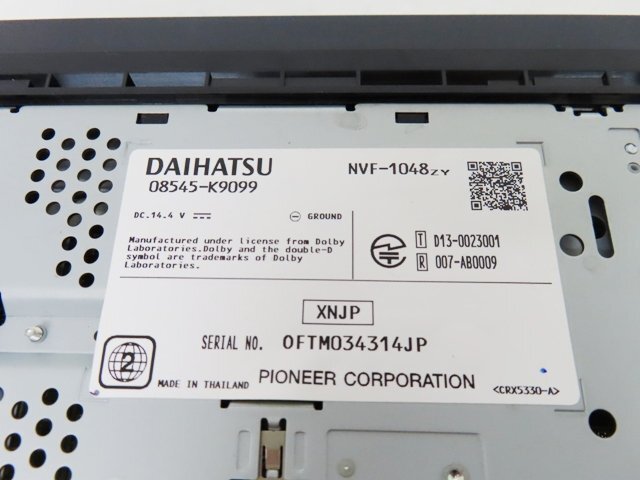 DAIHATSU
08545-K9099
NVF-1048ZY
DC.14.4 V
GROUND
Manufactured under license from Dolby
Laboratories.Dolby and the double-D
symbol are trademarks of Dolby
Laboratories.
T D13-0023001
R 007-AB0009
XNJP
SERIAL NO. 0FTM034314JP
2
MADE IN THAILAND
PIONEER CORPORATION
<CRX5330-A>